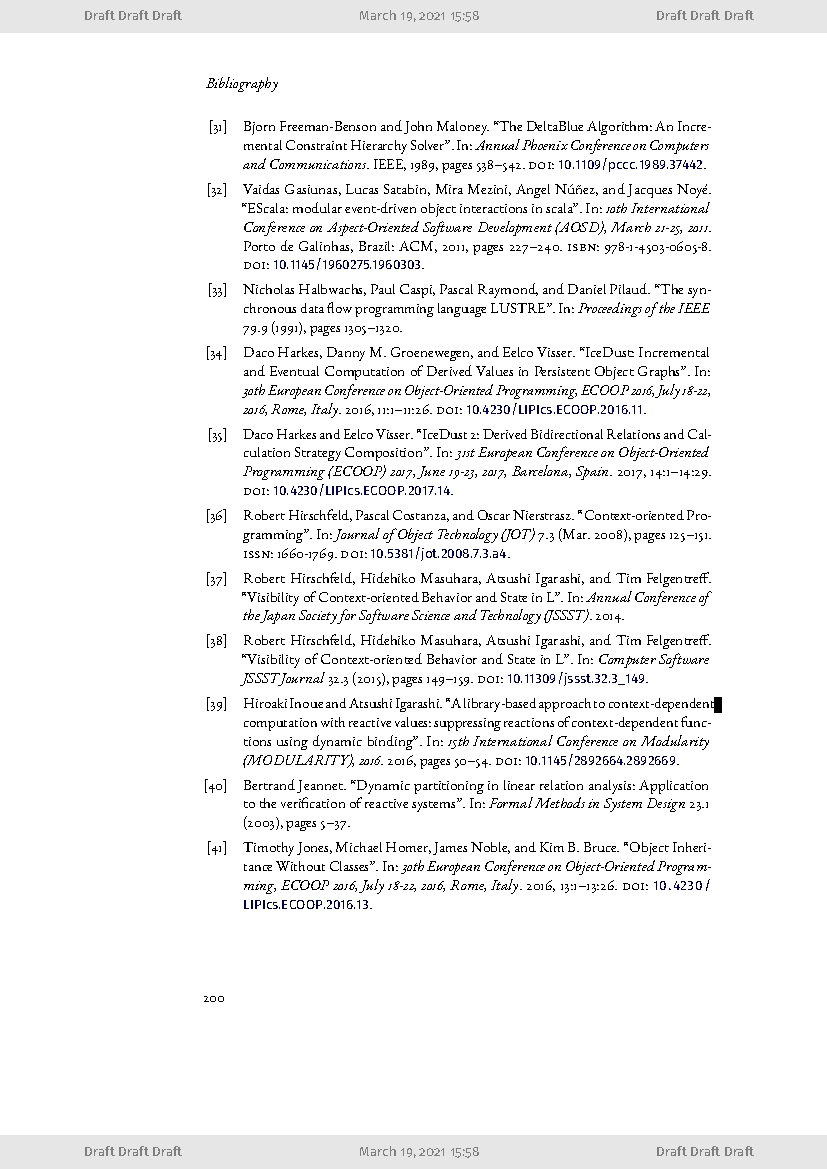 Draft Draft Draft March 19, 2021 15:58 Draft Draft Draft
Bibliography
[31] Bjorn Freeman-Benson and John Maloney. “The DeltaBlue Algorithm: An Incre-
mental Constraint Hierarchy Solver”. In: Annual Phoenix Conference on Computers
and Communications. IEEE, 1989, pages 538–542. DOI: 10.1109/pccc.1989.37442.
[32] Vaidas Gasiunas, Lucas Satabin, Mira Mezini, Angel Núñez, and Jacques Noyé.
“EScala: modular event-driven object interactions in scala”. In: 10th International
Conference on Aspect-Oriented Software Development (AOSD), March 21-25, 2011.
Porto de Galinhas, Brazil: ACM, 2011, pages 227–240. ISBN: 978-1-4503-0605-8.
DOI: 10.1145/1960275.1960303.
[33] Nicholas Halbwachs, Paul Caspi, Pascal Raymond, and Daniel Pilaud. “The syn-
chronous data flow programming language LUSTRE”. In: Proceedings of the IEEE
79.9 (1991), pages 1305–1320.
[34] Daco Harkes, Danny M. Groenewegen, and Eelco Visser. “IceDust: Incremental
and Eventual Computation of Derived Values in Persistent Object Graphs”. In:
30th European Conference on Object-Oriented Programming, ECOOP 2016, July 18-22,
2016, Rome, Italy. 2016, 11:1–11:26. DOI: 10.4230/LIPIcs.ECOOP.2016.11.
[35] Daco Harkes and Eelco Visser. “IceDust 2: Derived Bidirectional Relations and Cal-
culation Strategy Composition”. In: 31st European Conference on Object-Oriented
Programming (ECOOP) 2017, June 19-23, 2017, Barcelona, Spain. 2017, 14:1–14:29.
DOI: 10.4230/LIPIcs.ECOOP.2017.14.
[36] Robert Hirschfeld, Pascal Costanza, and Oscar Nierstrasz. “Context-oriented Pro-
gramming”. In: Journal of Object Technology (JOT) 7.3 (Mar. 2008), pages 125–151.
ISSN: 1660-1769. DOI: 10.5381/jot.2008.7.3.a4.
[37] Robert Hirschfeld, Hidehiko Masuhara, Atsushi Igarashi, and Tim Felgentreff.
“Visibility of Context-oriented Behavior and State in L”. In: Annual Conference of
the Japan Society for Software Science and Technology (JSSST). 2014.
[38] Robert Hirschfeld, Hidehiko Masuhara, Atsushi Igarashi, and Tim Felgentreff.
“Visibility of Context-oriented Behavior and State in L”. In: Computer Software
JSSST Journal 32.3 (2015), pages 149–159. DOI: 10.11309/jssst.32.3_149.
[39] Hiroaki Inoue and Atsushi Igarashi. “A library-based approach to context-dependent
computation with reactive values: suppressing reactions of context-dependent func-
tions using dynamic binding”. In: 15th International Conference on Modularity
(MODULARITY), 2016. 2016, pages 50–54. DOI: 10.1145/2892664.2892669.
[40] Bertrand Jeannet. “Dynamic partitioning in linear relation analysis: Application
to the verification of reactive systems”. In: Formal Methods in System Design 23.1
(2003), pages 5–37.
[41] Timothy Jones, Michael Homer, James Noble, and Kim B. Bruce. “Object Inheri-
tance Without Classes”. In: 30th European Conference on Object-Oriented Program-
ming, ECOOP 2016, July 18-22, 2016, Rome, Italy. 2016, 13:1–13:26. DOI: 10.4230/
LIPIcs.ECOOP.2016.13.
200
Draft Draft Draft March 19, 2021 15:58 Draft Draft Draft